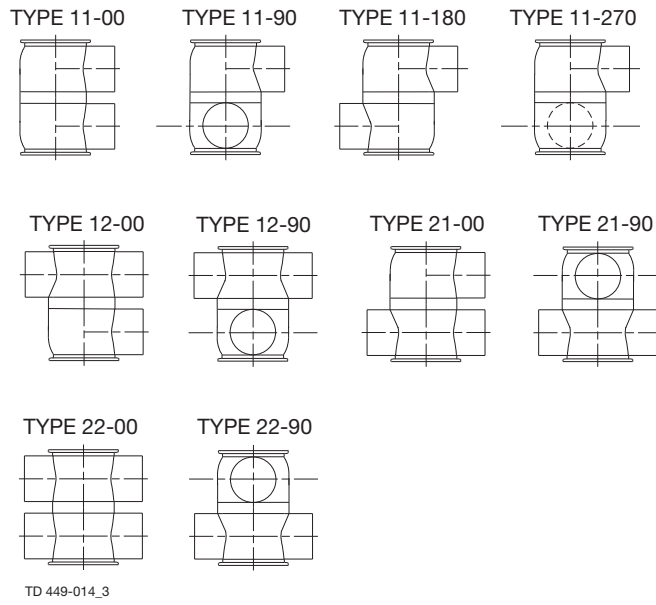 TYPE 11-00 TYPE 11-90 TYPE 11-180 TYPE 11-270
TYPE 12-00 TYPE 12-90 TYPE 21-00 TYPE 21-90
TYPE 22-00 TYPE 22-90
TD 449-014_3